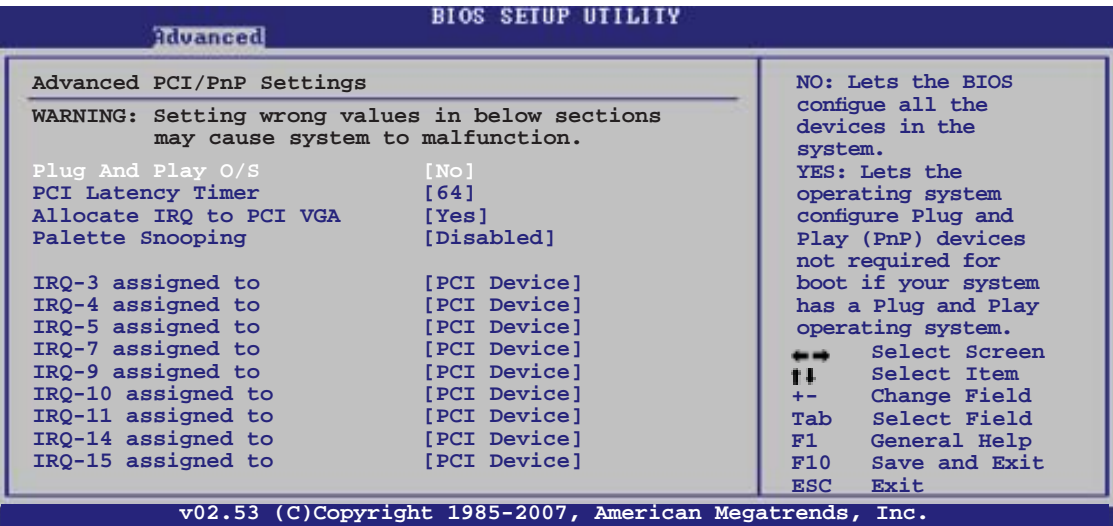 BIOS SETUP UTILITY
Advanced
Advanced PCI/PnP Settings
WARNING: Setting wrong values in below sections
may cause system to malfunction.
Plug And Play O/S [No]
PCI Latency Timer [64]
Allocate IRQ to PCI VGA [Yes]
Palette Snooping [Disabled]
IRQ-3 assigned to [PCI Device]
IRQ-4 assigned to [PCI Device]
IRQ-5 assigned to [PCI Device]
IRQ-7 assigned to [PCI Device]
IRQ-9 assigned to [PCI Device]
IRQ-10 assigned to [PCI Device]
IRQ-11 assigned to [PCI Device]
IRQ-14 assigned to [PCI Device]
IRQ-15 assigned to [PCI Device]
NO: Lets the BIOS
configue all the
devices in the
system.
YES: Lets the
operating system
configure Plug and
Play (PnP) devices
not required for
boot if your system
has a Plug and Play
operating system.
←→ Select Screen
↑↓ Select Item
+- Change Field
Tab Select Field
F1 General Help
F10 Save and Exit
ESC Exit
v02.53 (C)Copyright 1985-2007, American Megatrends, Inc.